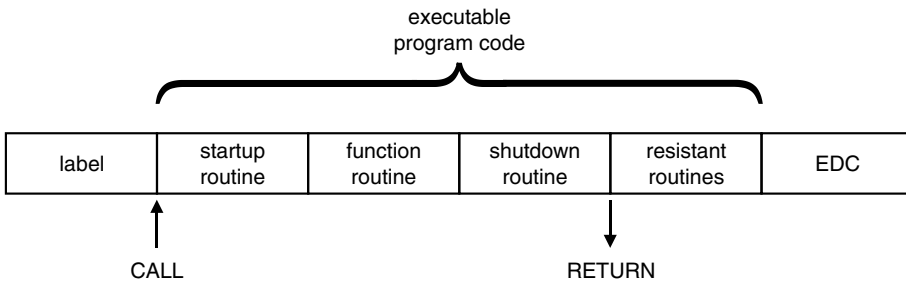 executable
program code
label
startup
routine
function
routine
shutdown
routine
resistant
routines
EDC
CALL
RETURN